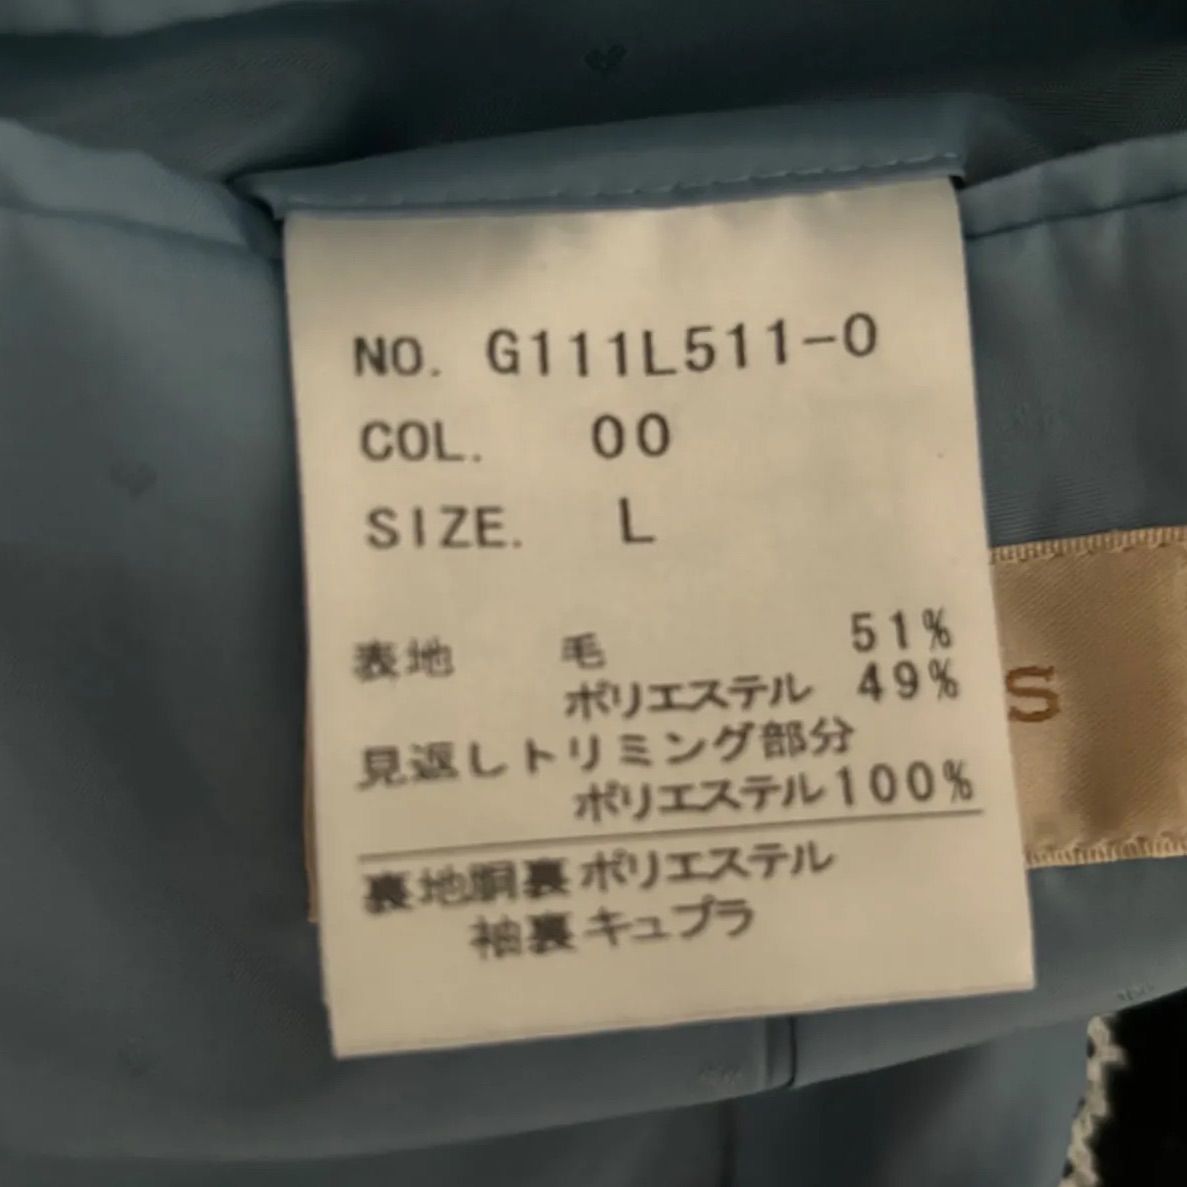 NO. G111L511-0
COL. 00
SIZE. L
表地 毛 51%
ポリエステル 49%
見返しトリミング部分
ポリエステル100%
裏地胴裏 ポリエステル
袖裏 キュプラ
S